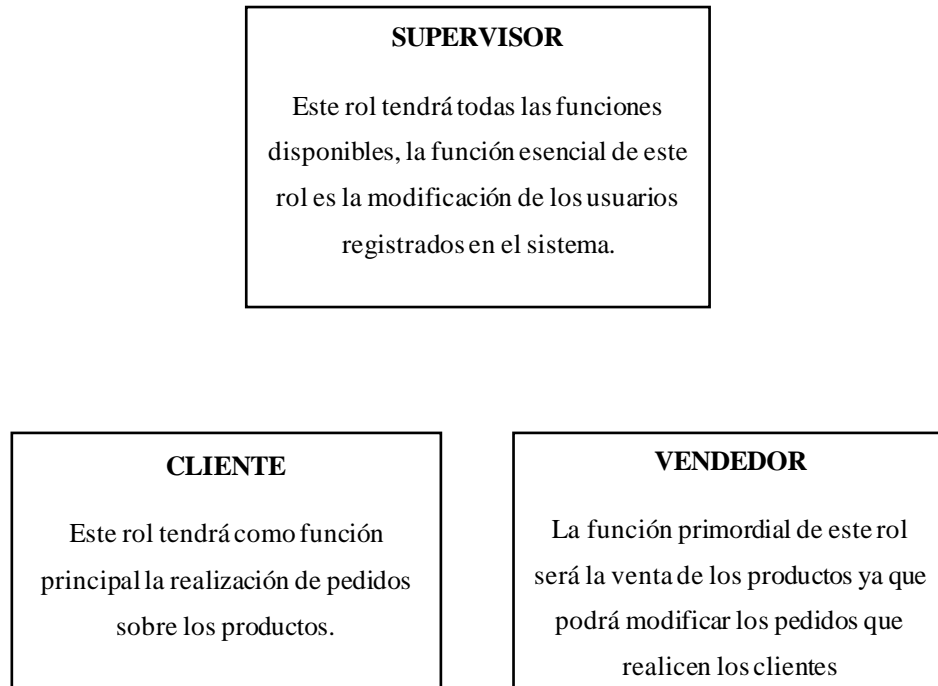 SUPERVISOR
Este rol tendrá todas las funciones
disponibles, la función esencial de este
rol es la modificación de los usuarios
registrados en el sistema.
CLIENTE
Este rol tendrá como función
principal la realización de pedidos
sobre los productos.
VENDEDOR
La función primordial de este rol
será la venta de los productos ya que
podrá modificar los pedidos que
realicen los clientes